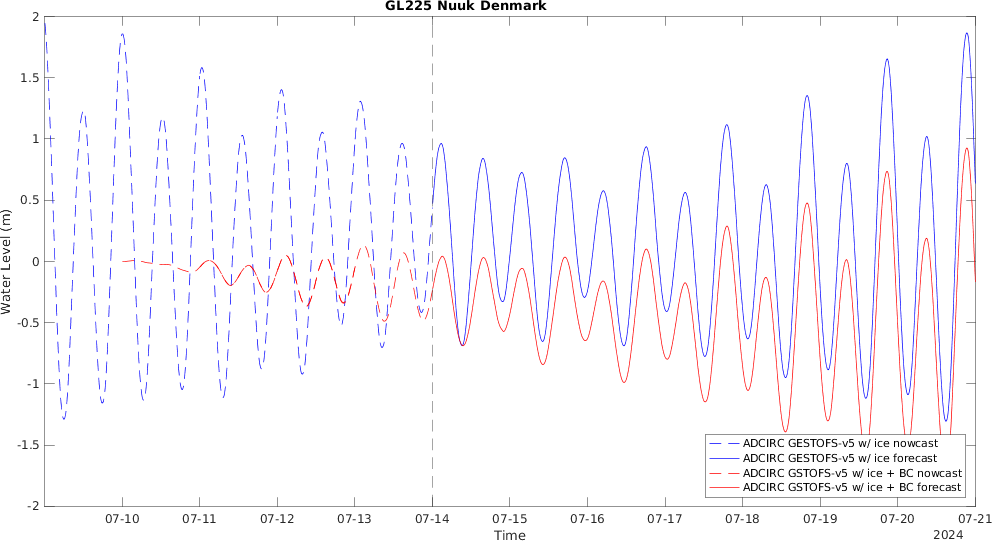 GL225 Nuuk Denmark
2
1.5
1
0.5
0
-0.5
-1
-1.5
-2
Water Level (m)
ADCIRC GESTOFS-v5 w/ ice nowcast
ADCIRC GESTOFS-v5 w/ ice forecast
ADCIRC GSTOFS-v5 w/ ice + BC nowcast
ADCIRC GSTOFS-v5 w/ ice + BC forecast
07-10 07-11 07-12 07-13 07-14 07-15 07-16 07-17 07-18 07-19 07-20 07-21
Time
2024